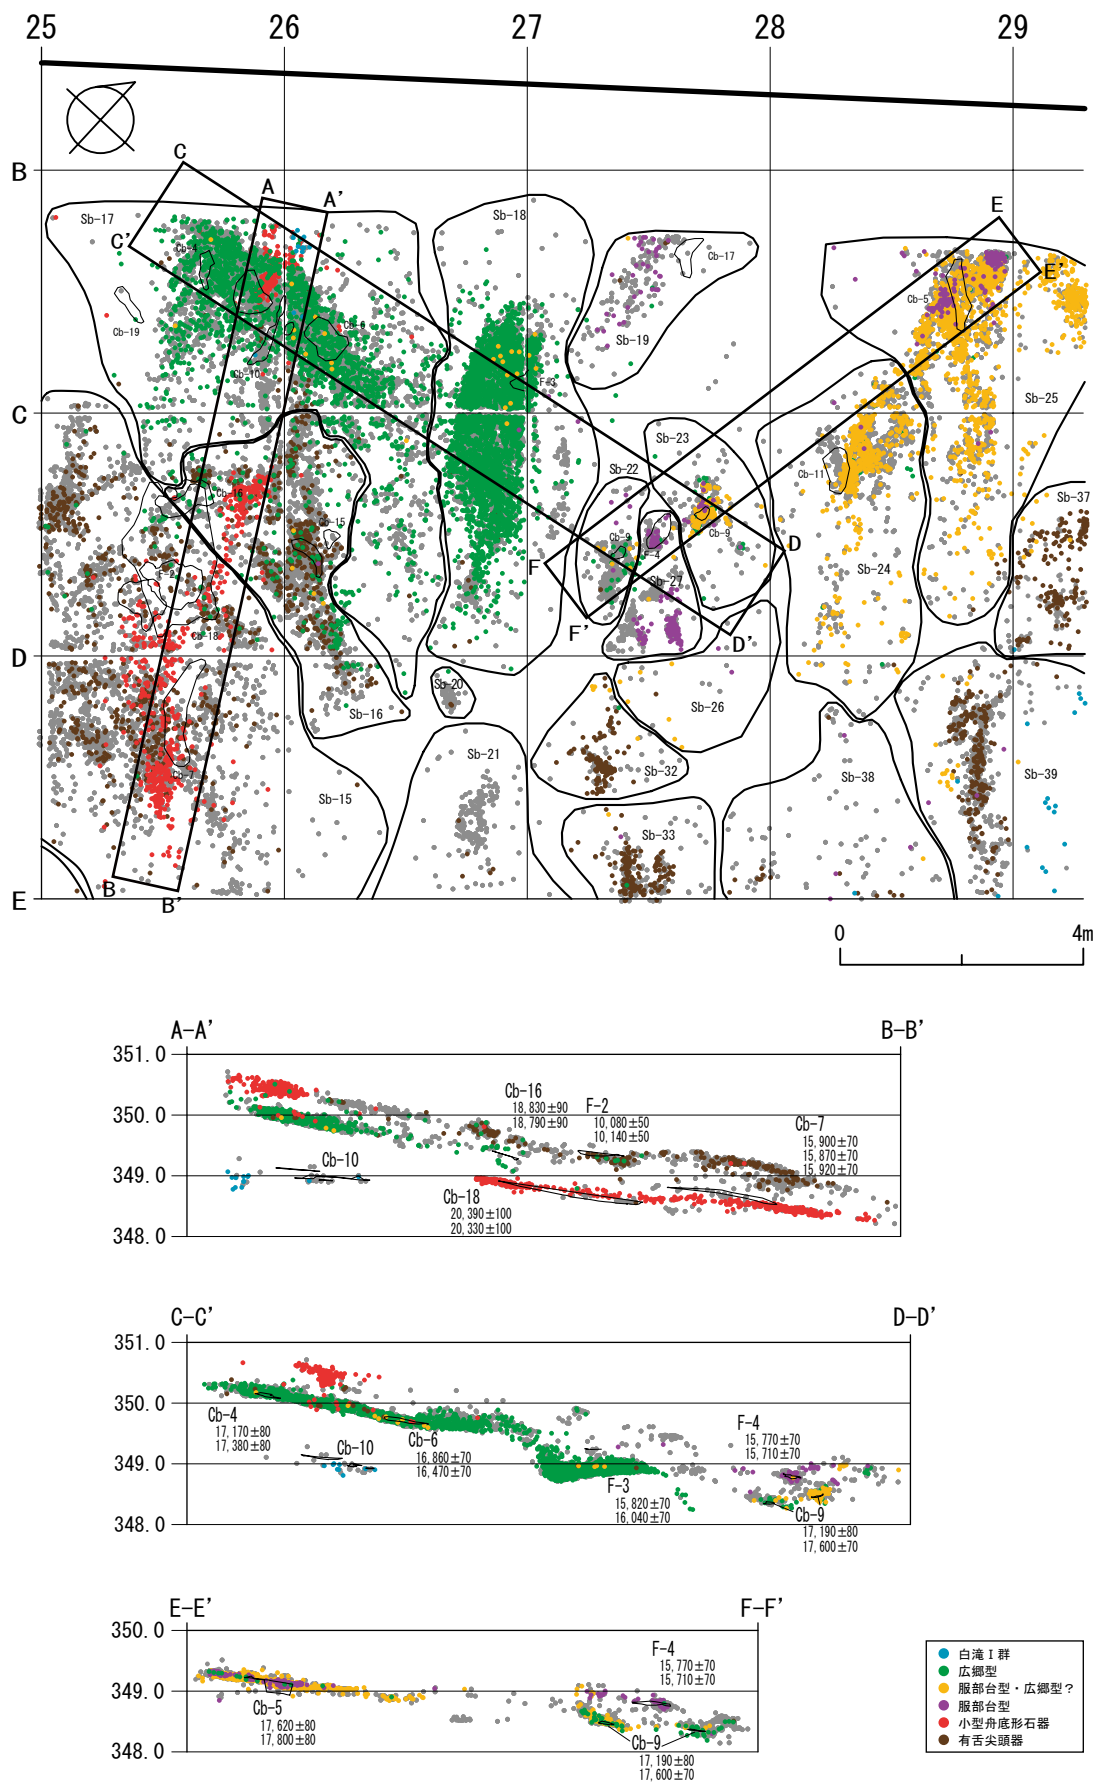 25 26 27 28 29
B
C
D
E
C
A
A'
C'
E
E'
Sb-17
Sb-18
Cb-4
Cb-19
Cb-10
Cb-6
F-3
Cb-17
Sb-19
Cb-5
Sb-25
Sb-23
Sb-22
Cb-11
Sb-37
Cb-16
Cb-15
Cb-9
F-4
Cb-9
D
F
F-2
Sb-27
Sb-24
Cb-18
F'
D'
Sb-20
Sb-16
Sb-26
Sb-21
Sb-32
Cb-7
Sb-15
Sb-38
Sb-39
Sb-33
B
B'
0 4m
A-A' B-B'
351.0
350.0
349.0
348.0
Cb-16
18,830±90
18,790±90
F-2
10,080±50
10,140±50
Cb-7
15,900±70
15,870±70
15,920±70
Cb-10
Cb-18
20,390±100
20,330±100
C-C' D-D'
351.0
350.0
349.0
348.0
Cb-4
17,170±80
17,380±80
Cb-10
Cb-6
16,860±70
16,470±70
F-3
15,820±70
16,040±70
F-4
15,770±70
15,710±70
Cb-9
17,190±80
17,600±70
E-E' F-F'
351.0
350.0
349.0
348.0
Cb-5
17,620±80
17,800±80
F-4
15,770±70
15,710±70
Cb-9
17,190±80
17,600±70
白滝Ⅰ群
広郷型
服部台型・広郷型？
服部台型
小型舟底形石器
有舌尖頭器